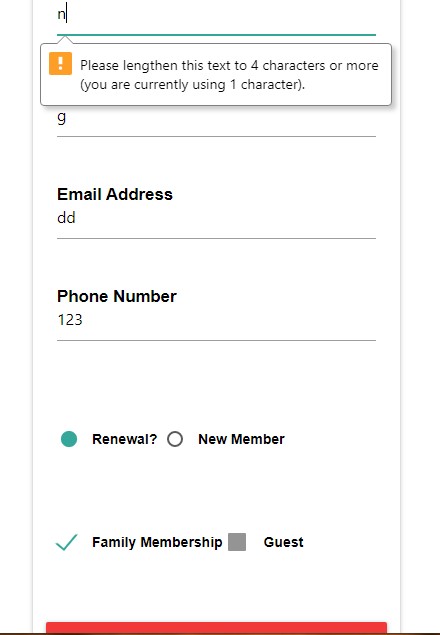 n
Please lengthen this text to 4 characters or more
(you are currently using 1 character).
g
Email Address
dd
Phone Number
123
Renewal? New Member
Family Membership Guest